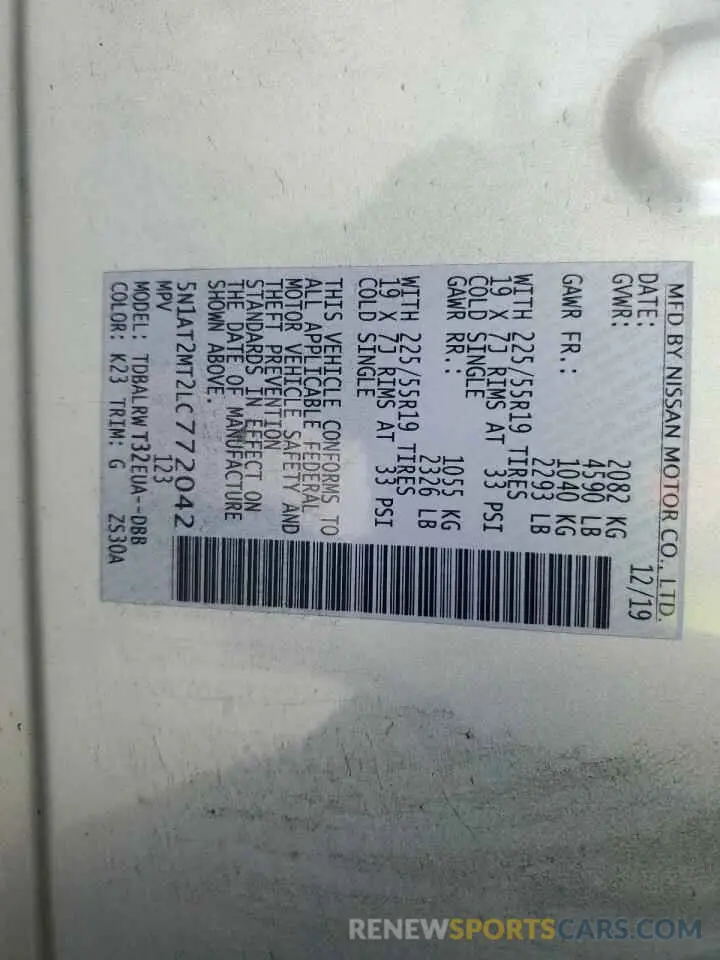 MFD BY NISSAN MOTOR CO., LTD.
DATE: 12/19
GVWR: 2082 KG
4590 LB
GAWR FR.: 1040 KG
2293 LB
WITH 225/55R19 TIRES
19 X 7J RIMS AT 33 PSI
COLD SINGLE
GAWR RR.: 1055 KG
2326 LB
WITH 225/55R19 TIRES
19 X 7J RIMS AT 33 PSI
COLD SINGLE
THIS VEHICLE CONFORMS TO
ALL APPLICABLE FEDERAL
MOTOR VEHICLE SAFETY AND
THEFT PREVENTION
STANDARDS IN EFFECT ON
THE DATE OF MANUFACTURE
SHOWN ABOVE.
5N1AT2MT2LC772042
MPV 123
MODEL: TDBALRWT32EUA--DBB
COLOR: K23 TRIM: G ZS30A
RENEWSPORTSCARS.COM